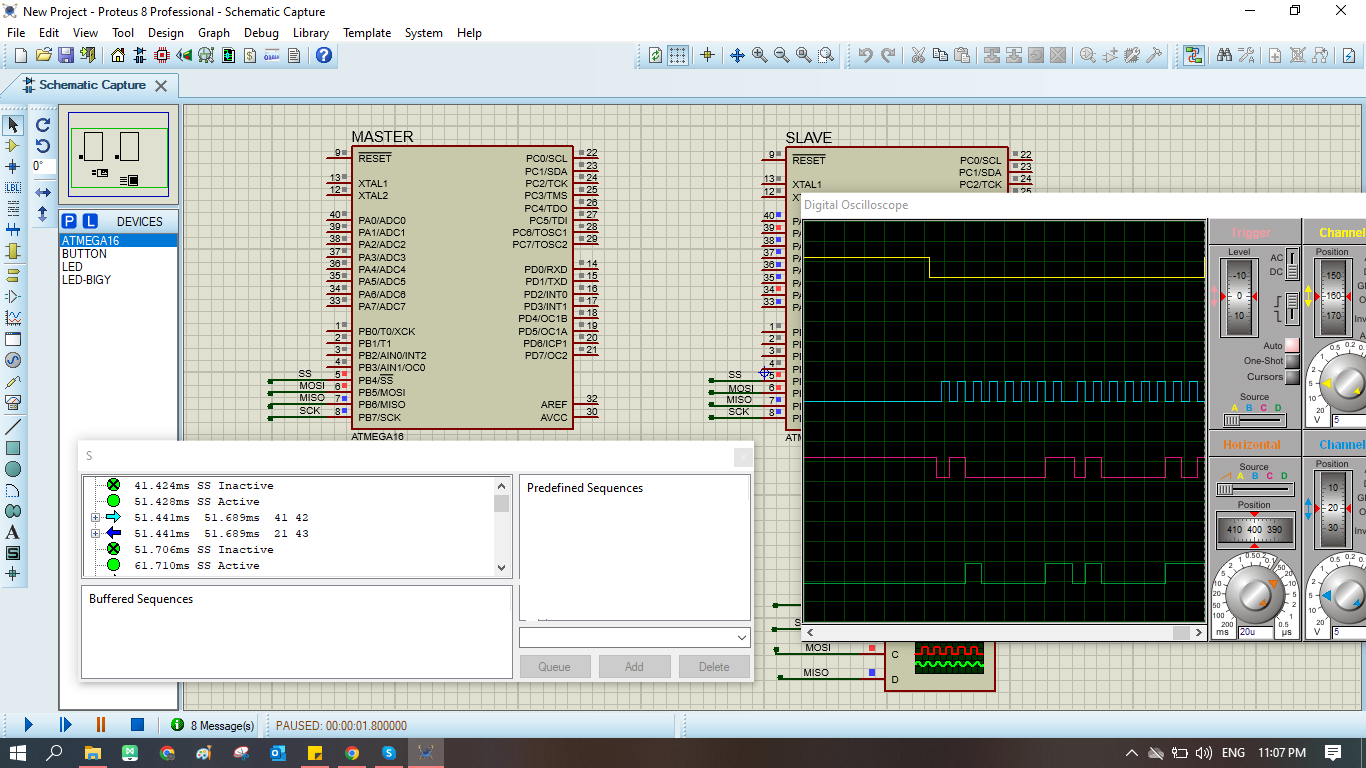 New Project - Proteus 8 Professional - Schematic Capture
File Edit View Tool Design Graph Debug Library Template System Help
Schematic Capture
0°
P L DEVICES
ATMEGA16
BUTTON
LED
LED-BIGY
MASTER
9 RESET
13 XTAL1
12 XTAL2
40 PA0/ADC0
39 PA1/ADC1
38 PA2/ADC2
37 PA3/ADC3
36 PA4/ADC4
35 PA5/ADC5
34 PA6/ADC6
33 PA7/ADC7
1 PB0/T0/XCK
2 PB1/T1
3 PB2/AIN0/INT2
4 PB3/AIN1/OC0
SS 5 PB4/SS
MOSI 6 PB5/MOSI
MISO 7 PB6/MISO
SCK 8 PB7/SCK
PC0/SCL 22
PC1/SDA 23
PC2/TCK 24
PC3/TMS 25
PC4/TDO 26
PC5/TDI 27
PC6/TOSC1 28
PC7/TOSC2 29
PD0/RXD 14
PD1/TXD 15
PD2/INT0 16
PD3/INT1 17
PD4/OC1B 18
PD5/OC1A 19
PD6/ICP1 20
PD7/OC2 21
AREF 32
AVCC 30
ATMEGA16
SLAVE
9 RESET
13 XTAL1
12 X
40
39
38
37
36
35
34
33
1
2
3
4
SS 5
MOSI 6
MISO 7
SCK 8
PC0/SCL 22
PC1/SDA 23
PC2/TCK 24
25
Digital Oscilloscope
Trigger
Level
-10
0
10
AC
DC
Auto
One-Shot
Cursors
Source
A B C D
Horizontal
Source
A B C D
Position
410 400 390
ms 20u µs
Channel
Position
150
160
170
V 5
Channel
Position
10
20
30
V 5
S
41.424ms SS Inactive
51.428ms SS Active
51.441ms 51.689ms 41 42
51.441ms 51.689ms 21 43
51.706ms SS Inactive
61.710ms SS Active
Buffered Sequences
Predefined Sequences
Queue Add Delete
MOSI C
MISO D
8 Message(s)
PAUSED: 00:00:01.800000
ENG 11:07 PM